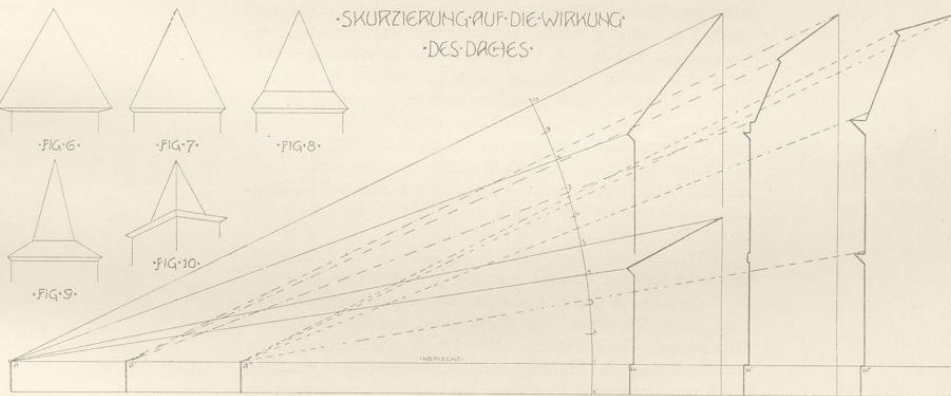 ·SKURZIERUNG·AUF·DIE·WIRKUNG·
·DES·DACHES·
·FIG·6·
·FIG·7·
·FIG·8·
·FIG·9·
·FIG·10·
·HORIZONT·